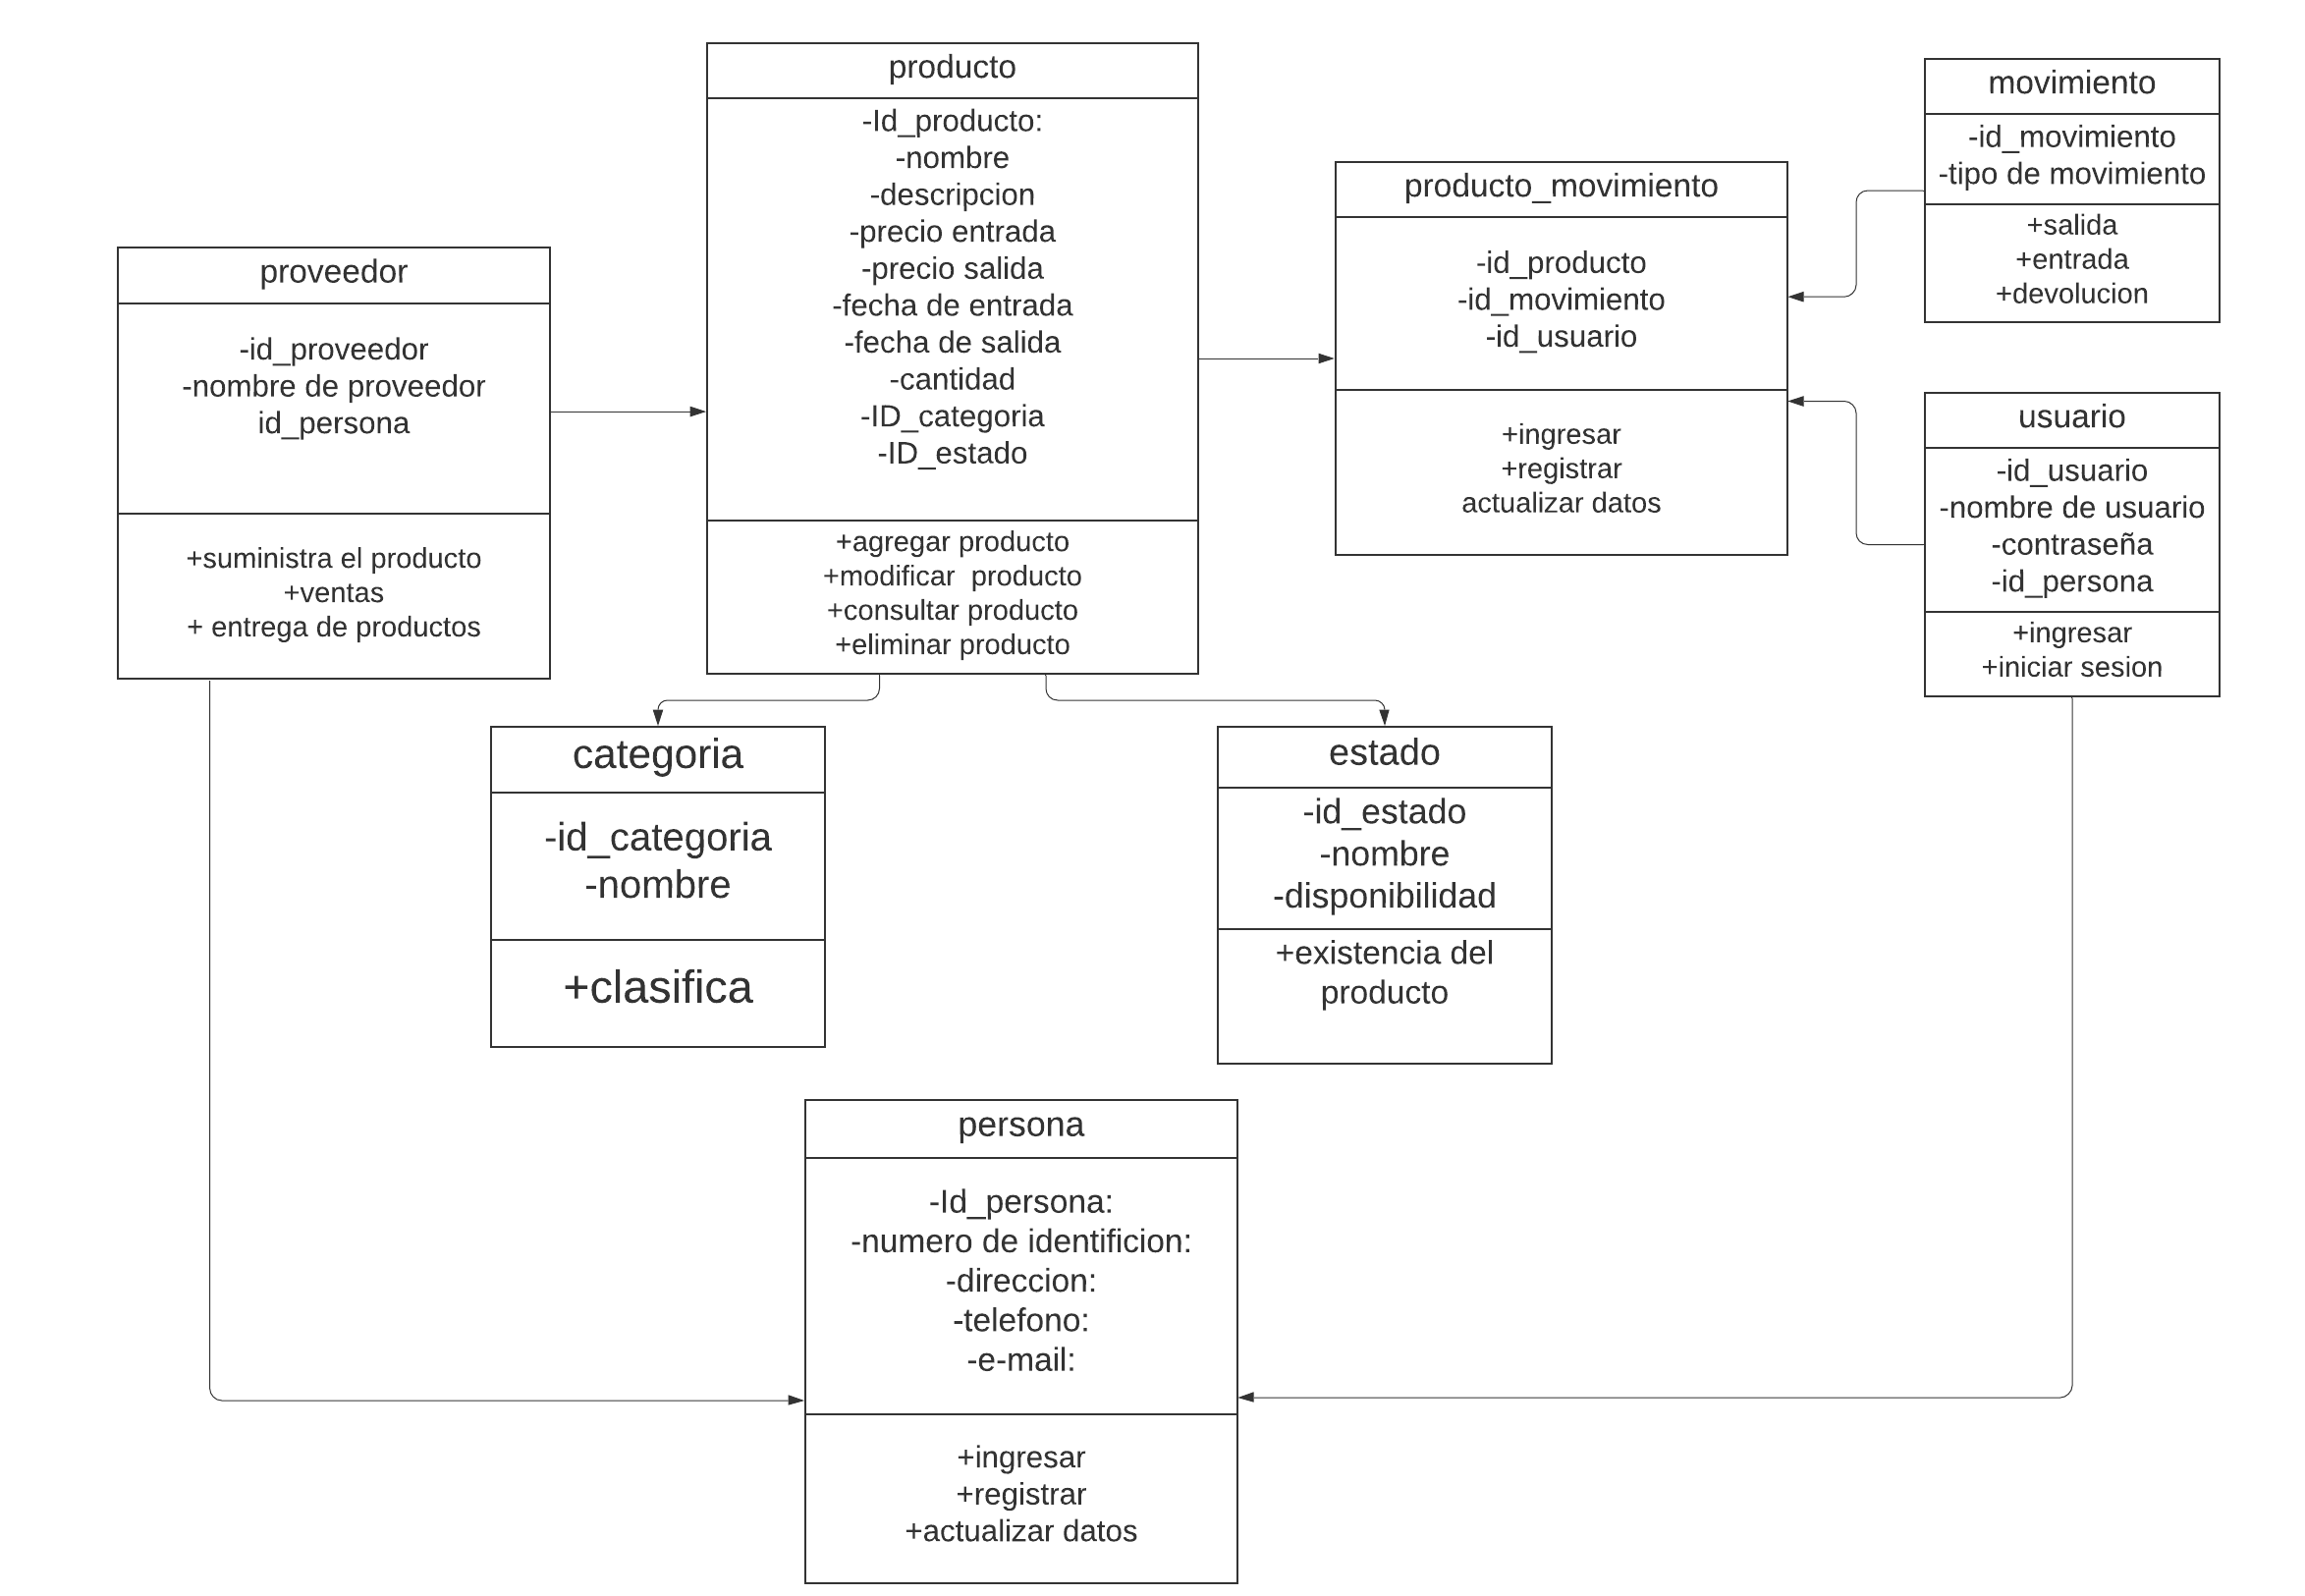 producto
-Id_producto:
-nombre
-descripcion
-precio entrada
-precio salida
-fecha de entrada
-fecha de salida
-cantidad
-ID_categoria
-ID_estado
+agregar producto
+modificar  producto
+consultar producto
+eliminar producto
movimiento
-id_movimiento
-tipo de movimiento
+salida
+entrada
+devolucion
producto_movimiento
-id_producto
-id_movimiento
-id_usuario
+ingresar
+registrar
actualizar datos
proveedor
-id_proveedor
-nombre de proveedor
id_persona
+suministra el producto
+ventas
+ entrega de productos
usuario
-id_usuario
-nombre de usuario
-contraseña
-id_persona
+ingresar
+iniciar sesion
categoria
-id_categoria
-nombre
+clasifica
estado
-id_estado
-nombre
-disponibilidad
+existencia del
producto
persona
-Id_persona:
-numero de identificion:
-direccion:
-telefono:
-e-mail:
+ingresar
+registrar
+actualizar datos